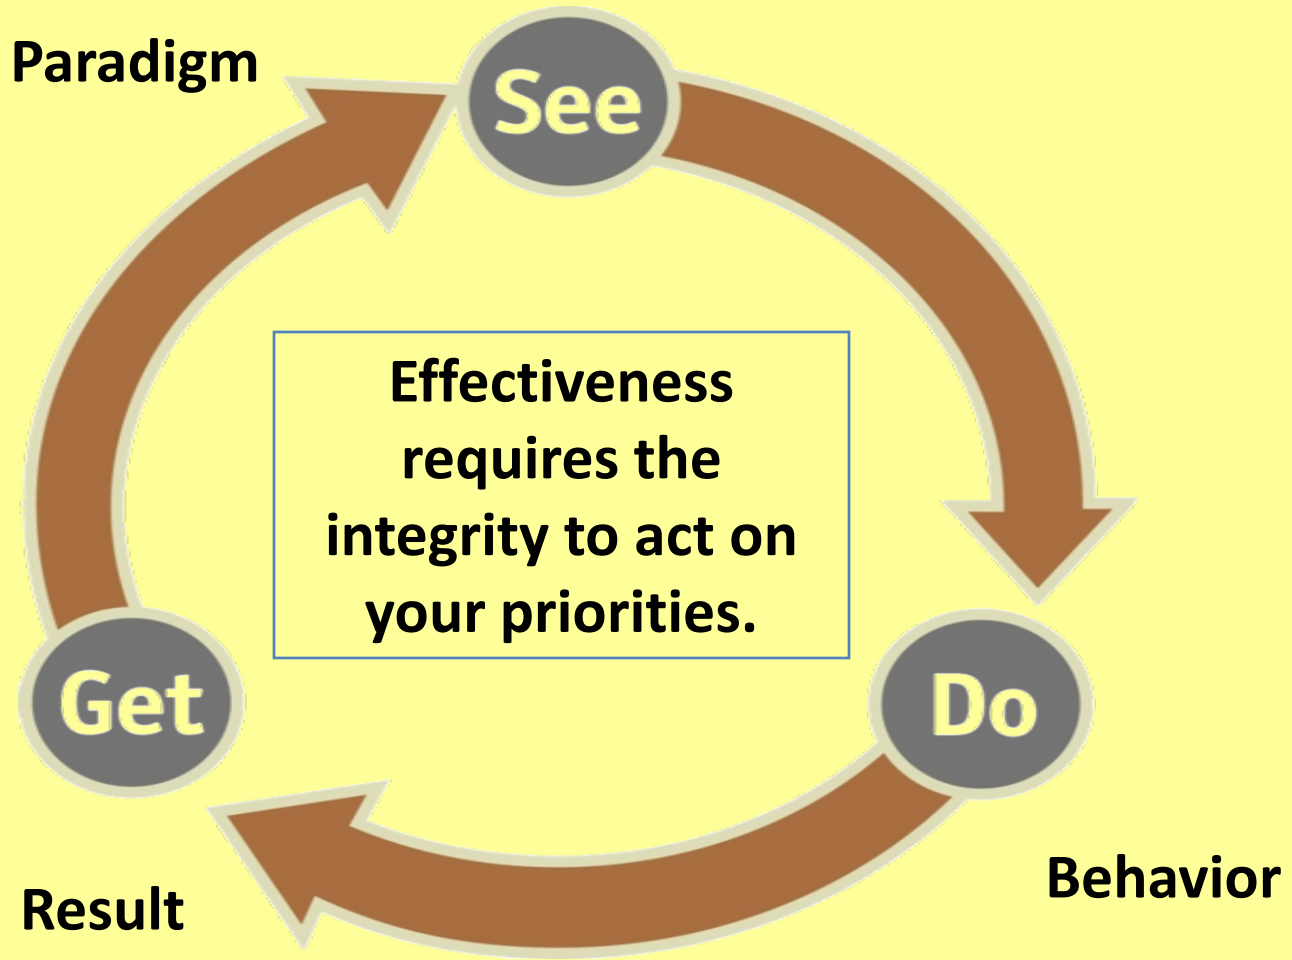 Paradigm
See
Effectiveness
requires the
integrity to act on
your priorities.
Get
Do
Result
Behavior